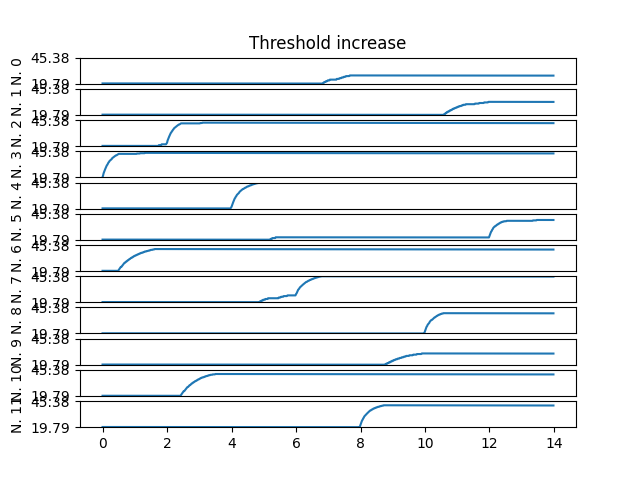 Threshold increase
45.38
19.79
N. 0
45.38
19.79
N. 1
45.38
19.79
N. 2
45.38
19.79
N. 3
45.38
19.79
N. 4
45.38
19.79
N. 5
45.38
19.79
N. 6
45.38
19.79
N. 7
45.38
19.79
N. 8
45.38
19.79
N. 9
45.38
19.79
N. 10
45.38
19.79
N. 11
0 2 4 6 8 10 12 14